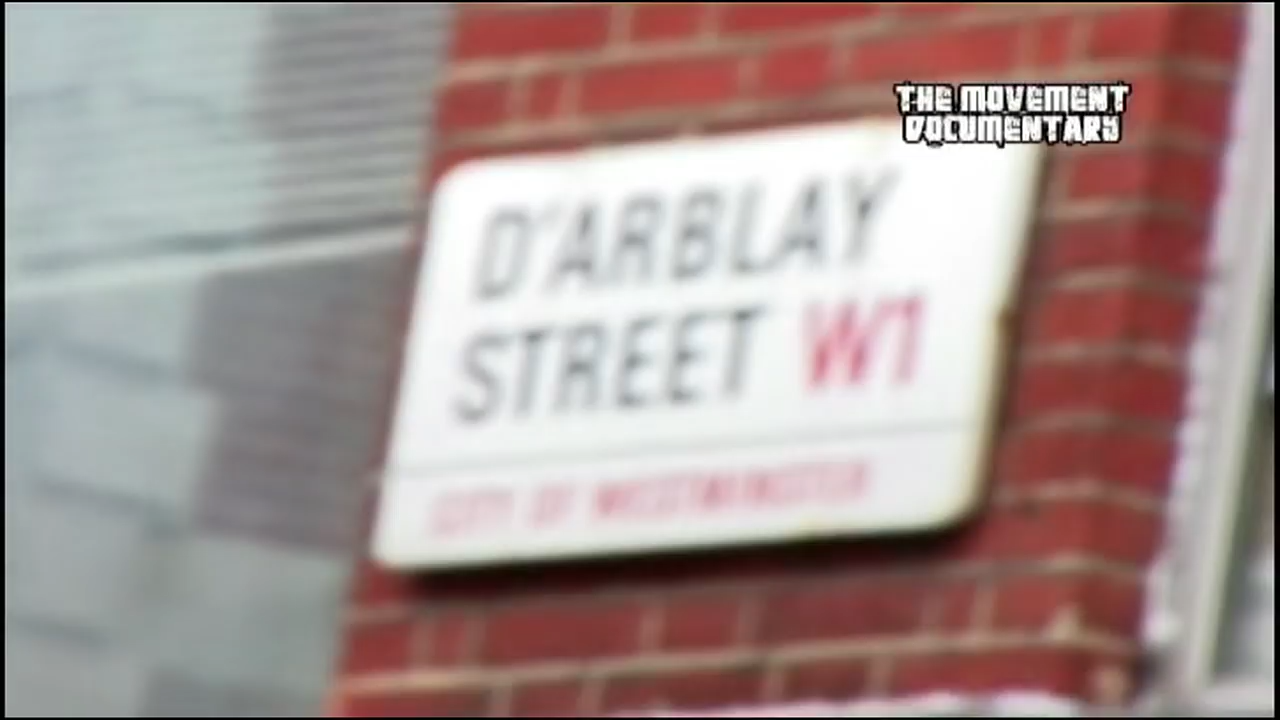 THE MOVEMENT
DOCUMENTARY
D'ARBLAY
STREET W1
CITY OF WESTMINSTER